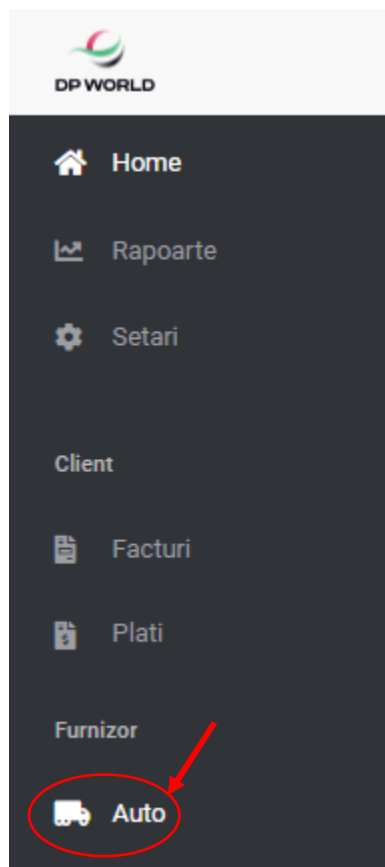 DP WORLD
Home
Rapoarte
Setari
Client
Facturi
Plati
Furnizor
Auto